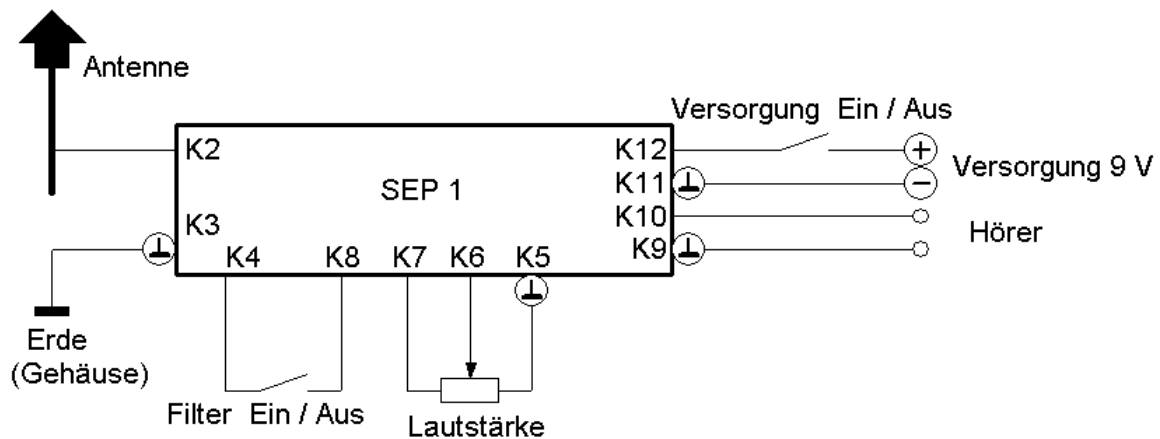 Antenne
Versorgung Ein / Aus
K2
K12
+
SEP 1
K11
−
Versorgung 9 V
K3
K10
Hörer
K9
K4
K8
K7
K6
K5
Erde
(Gehäuse)
Filter Ein / Aus
Lautstärke